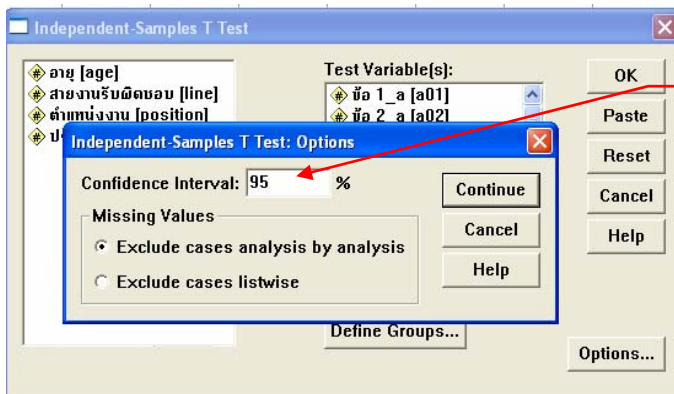 Independent-Samples T Test
อายุ [age]
สายงานรับผิดชอบ [line]
ตำแหน่งงาน [position]
Test Variable(s):
ข้อ 1_a [a01]
ข้อ 2_a [a02]
OK
Paste
Reset
Cancel
Help
Independent-Samples T Test: Options
Confidence Interval: 95 %
Missing Values
Exclude cases analysis by analysis
Exclude cases listwise
Continue
Cancel
Help
Define Groups...
Options...